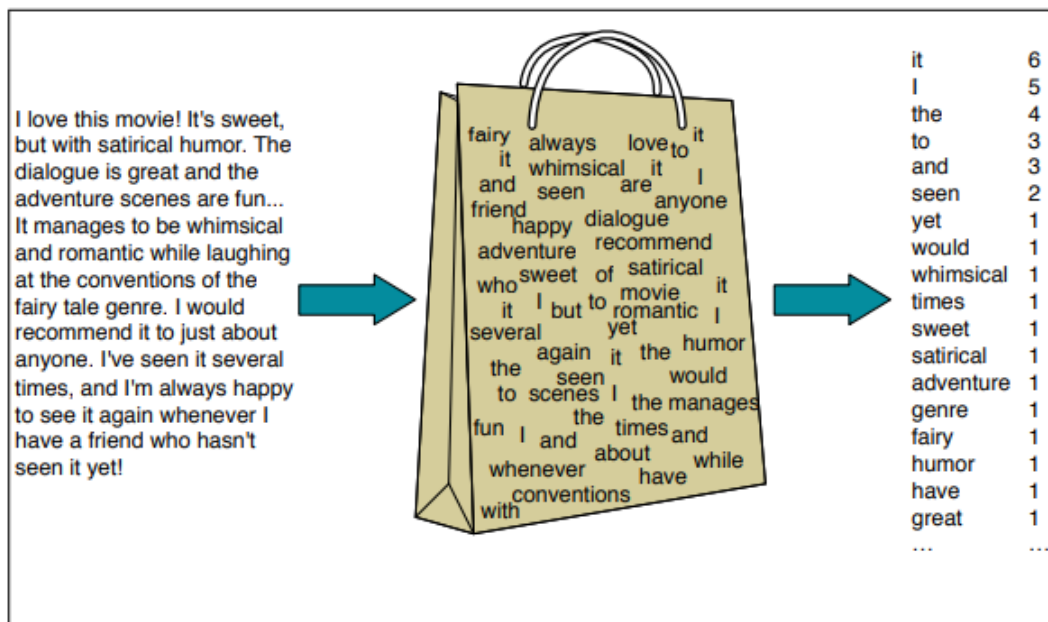 I love this movie! It's sweet,
but with satirical humor. The
dialogue is great and the
adventure scenes are fun...
It manages to be whimsical
and romantic while laughing
at the conventions of the
fairy tale genre. I would
recommend it to just about
anyone. I've seen it several
times, and I'm always happy
to see it again whenever I
have a friend who hasn't
seen it yet!
fairy always love to it
it whimsical it I
and seen are anyone
friend happy dialogue
adventure recommend
who sweet of satirical it
it I but to movie romantic I
several yet
again it the humor
the seen would
to scenes I the manages
fun the times and
I and about while
whenever have
conventions
with
it 6
I 5
the 4
to 3
and 3
seen 2
yet 1
would 1
whimsical 1
times 1
sweet 1
satirical 1
adventure 1
genre 1
fairy 1
humor 1
have 1
great 1
... ...